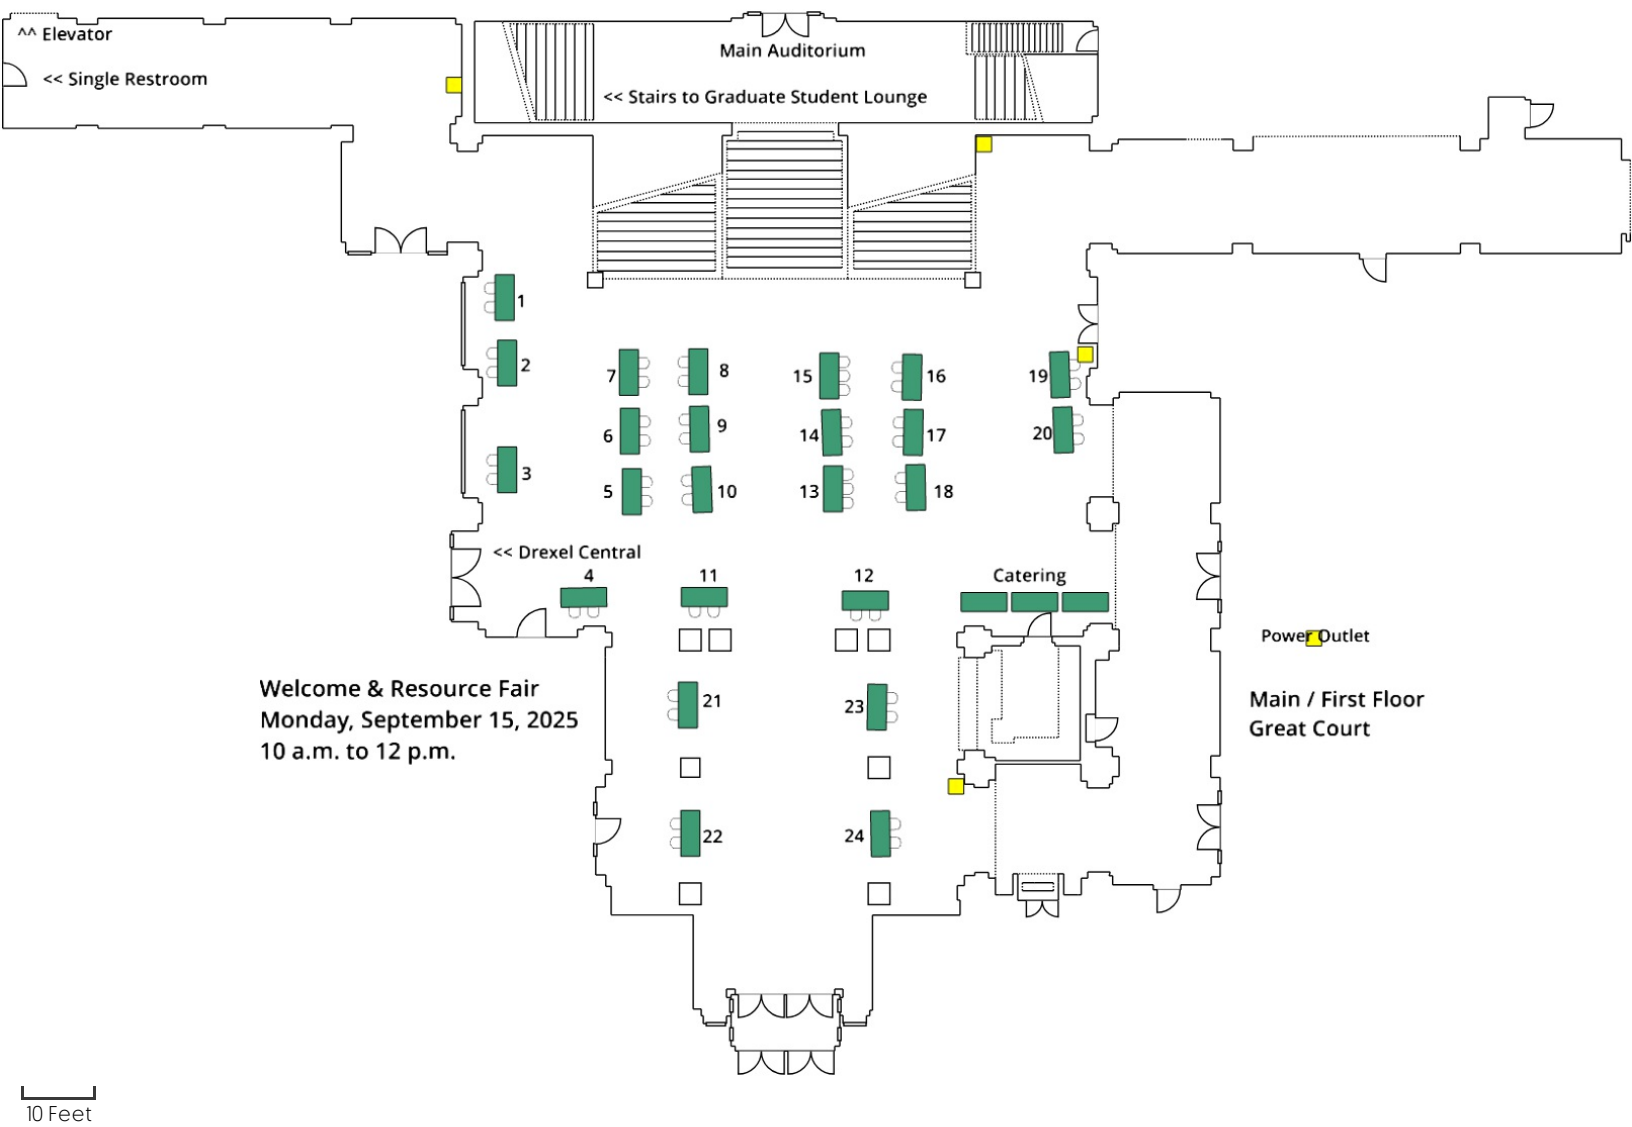 ^^ Elevator
<< Single Restroom
Main Auditorium
<< Stairs to Graduate Student Lounge
1
2
3
7
8
15
16
19
6
9
14
17
20
5
10
13
18
<< Drexel Central
4
11
12
Catering
Power Outlet
Welcome & Resource Fair
Monday, September 15, 2025
10 a.m. to 12 p.m.
21
23
Main / First Floor
Great Court
22
24
10 Feet